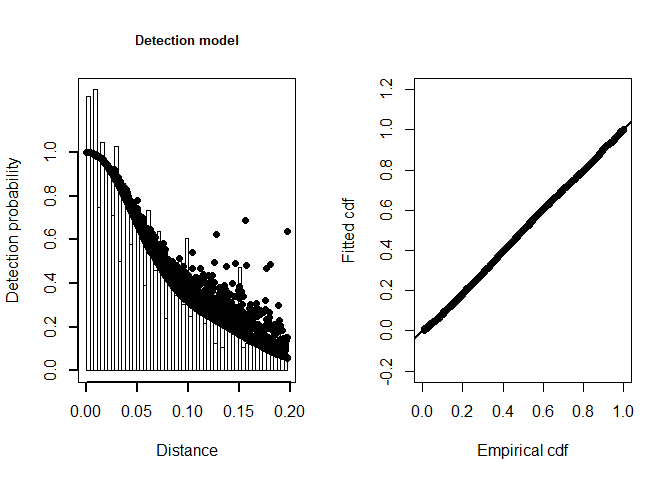 Detection model
Detection probability
0.0 0.2 0.4 0.6 0.8 1.0
0.00 0.05 0.10 0.15 0.20
Distance
Fitted cdf
-0.2 0.0 0.2 0.4 0.6 0.8 1.0 1.2
0.0 0.2 0.4 0.6 0.8 1.0
Empirical cdf